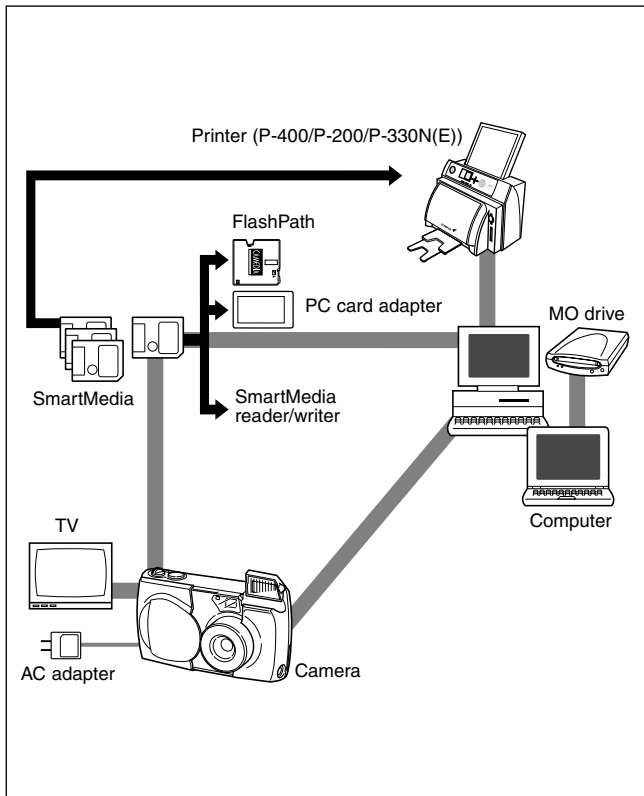 Printer (P-400/P-200/P-330N(E))
FlashPath
PC card adapter
MO drive
SmartMedia
SmartMedia
reader/writer
Computer
TV
AC adapter
Camera